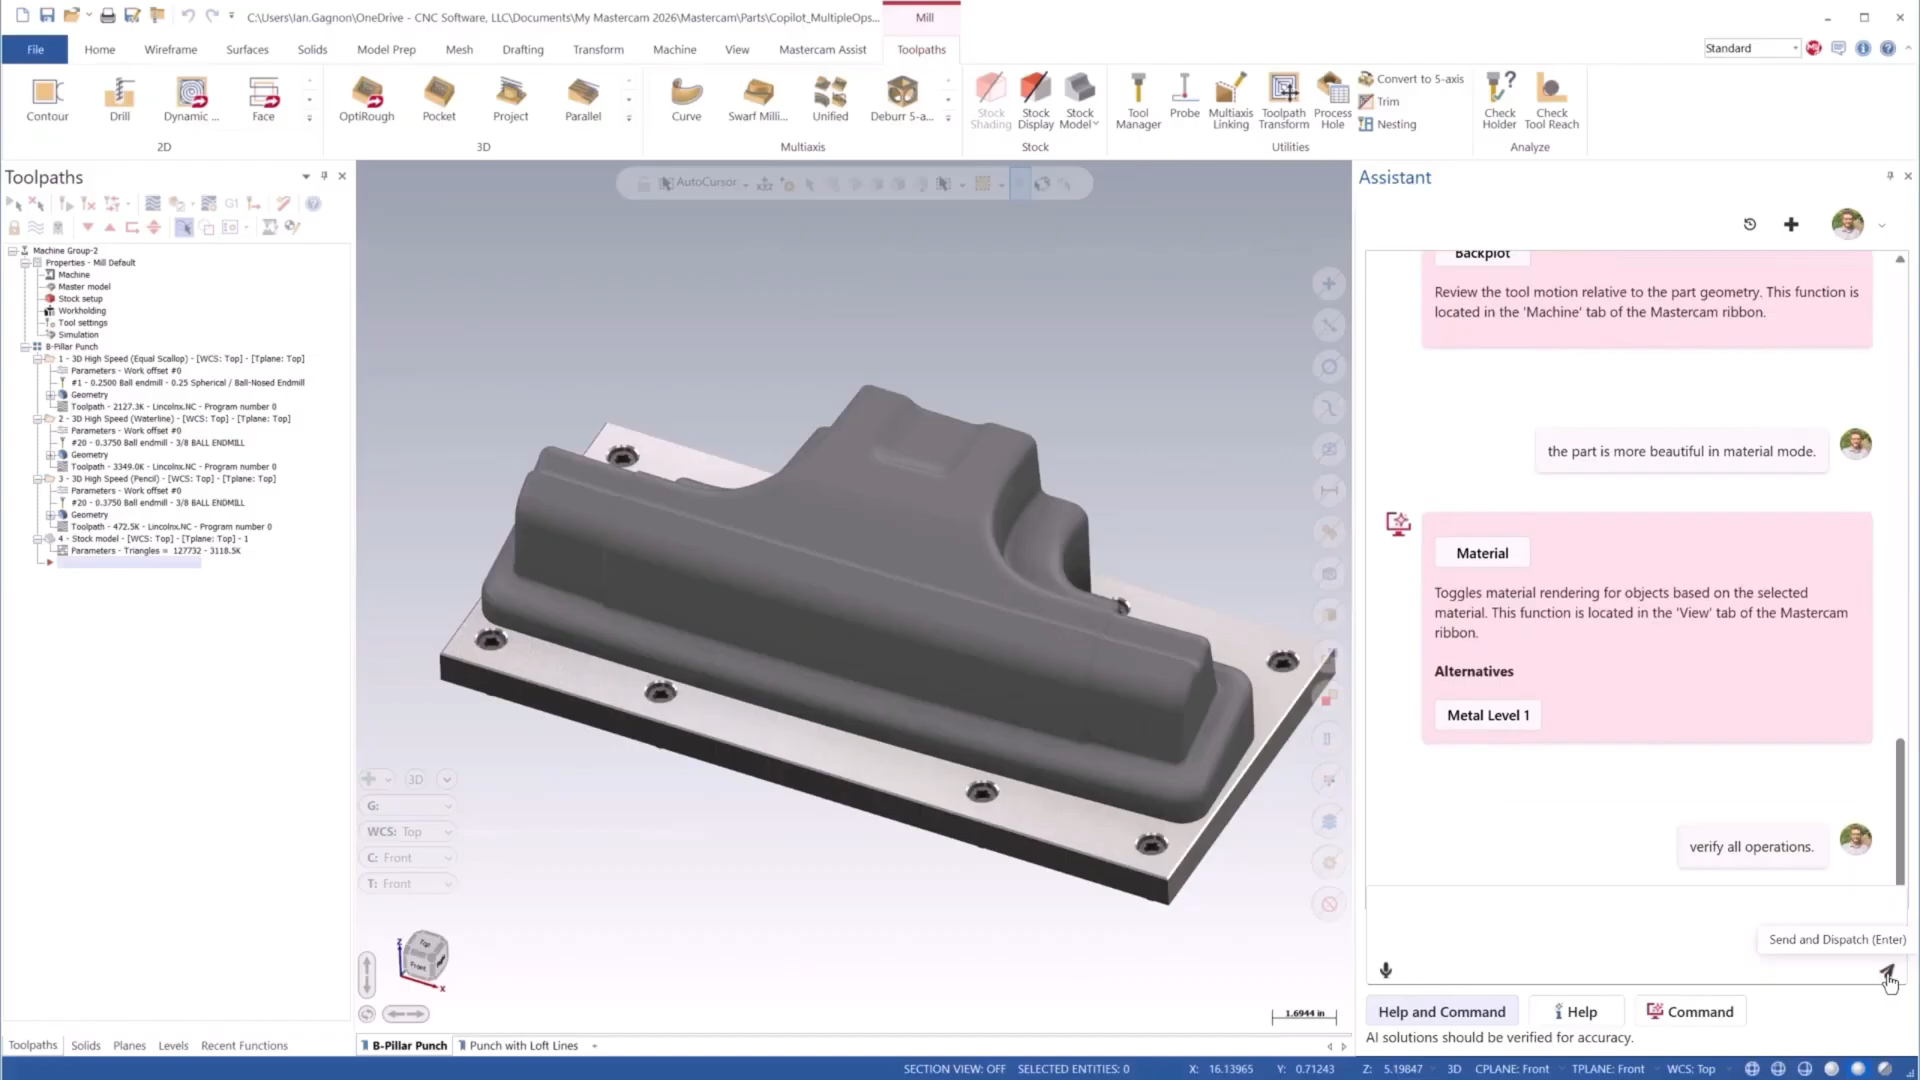 C:\Users\Ian.Gagnon\OneDrive - CNC Software, LLC\Documents\My Mastercam 2026\Mastercam\Parts\Copilot_MultipleOps...
Mill
File
Home
Wireframe
Surfaces
Solids
Model Prep
Mesh
Drafting
Transform
Machine
View
Mastercam Assist
Toolpaths
Standard
Contour
Drill
Dynamic ...
Face
2D
OptiRough
Pocket
Project
Parallel
3D
Curve
Swarf Milli...
Unified
Deburr 5-a...
Multiaxis
Stock
Shading
Stock
Display
Stock
Model
Stock
Tool
Manager
Probe
Multiaxis
Linking
Toolpath
Transform
Process
Hole
Convert to 5-axis
Trim
Nesting
Utilities
Check
Holder
Check
Tool Reach
Analyze
Toolpaths
G1
Machine Group-2
Properties - Mill Default
Machine
Master model
Stock setup
Workholding
Tool settings
Simulation
B-Pillar Punch
1 - 3D High Speed (Equal Scallop) - [WCS: Top] - [Tplane: Top]
Parameters - Work offset #0
#1 - 0.2500 Ball endmill - 0.25 Spherical / Ball-Nosed Endmill
Geometry
Toolpath - 2127.3K - Lincolnx.NC - Program number 0
2 - 3D High Speed (Waterline) - [WCS: Top] - [Tplane: Top]
Parameters - Work offset #0
#20 - 0.3750 Ball endmill - 3/8 BALL ENDMILL
Geometry
Toolpath - 3349.0K - Lincolnx.NC - Program number 0
3 - 3D High Speed (Pencil) - [WCS: Top] - [Tplane: Top]
Parameters - Work offset #0
#20 - 0.3750 Ball endmill - 3/8 BALL ENDMILL
Geometry
Toolpath - 472.5K - Lincolnx.NC - Program number 0
4 - Stock model - [WCS: Top] - [Tplane: Top] - 1
Parameters - Triangles = 127732 - 3118.5K
Toolpaths
Solids
Planes
Levels
Recent Functions
AutoCursor
3D
G:
WCS: Top
C: Front
T: Front
Top
Front
Z
X
1.6944 in
B-Pillar Punch
Punch with Loft Lines
Assistant
Backplot
Review the tool motion relative to the part geometry. This function is
located in the 'Machine' tab of the Mastercam ribbon.
the part is more beautiful in material mode.
Material
Toggles material rendering for objects based on the selected
material. This function is located in the 'View' tab of the Mastercam
ribbon.
Alternatives
Metal Level 1
verify all operations.
Send and Dispatch (Enter)
Help and Command
Help
Command
AI solutions should be verified for accuracy.
SECTION VIEW: OFF
SELECTED ENTITIES: 0
X: 16.13965
Y: 0.71243
Z: 5.19847
3D
CPLANE: Front
TPLANE: Front
WCS: Top